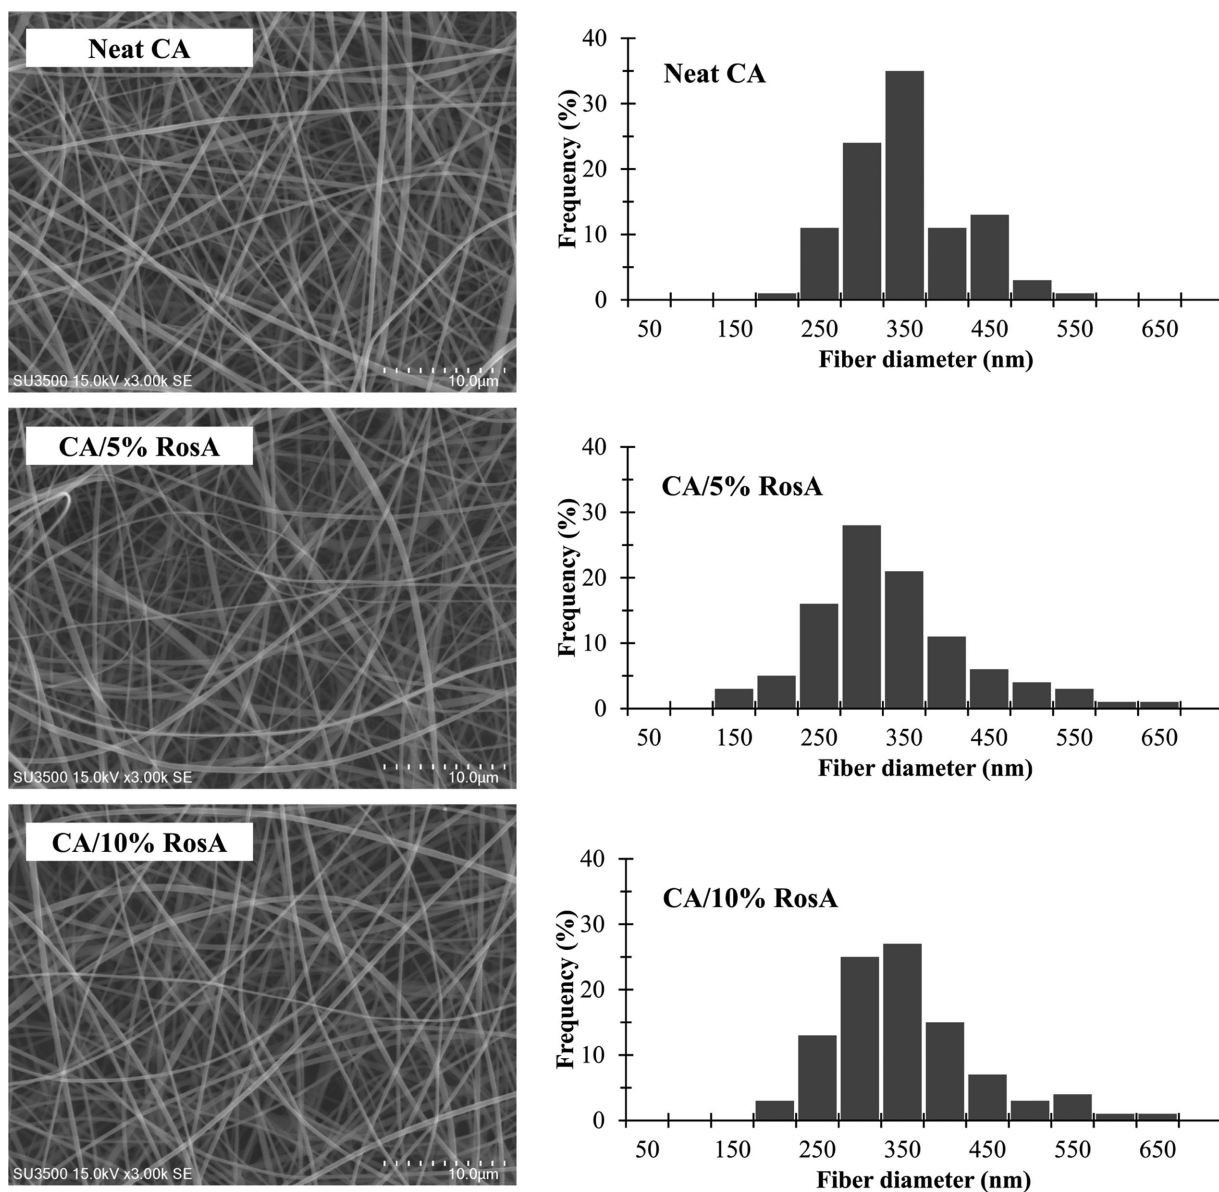 Neat CA
SU3500 15.0kV x3.00k SE
10.0µm
Neat CA
Frequency (%)
40
30
20
10
0
50 150 250 350 450 550 650
Fiber diameter (nm)
CA/5% RosA
SU3500 15.0kV x3.00k SE
10.0µm
CA/5% RosA
Frequency (%)
40
30
20
10
0
50 150 250 350 450 550 650
Fiber diameter (nm)
CA/10% RosA
SU3500 15.0kV x3.00k SE
10.0µm
CA/10% RosA
Frequency (%)
40
30
20
10
0
50 150 250 350 450 550 650
Fiber diameter (nm)